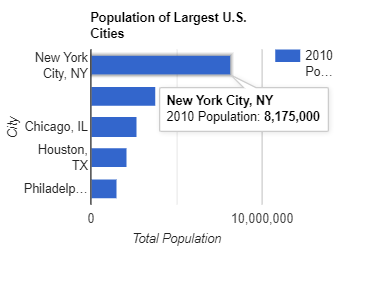 Population of Largest U.S.
Cities
New York
City, NY
2010
Po...
New York City, NY
2010 Population: 8,175,000
City
Chicago, IL
Houston,
TX
Philadelp...
0
10,000,000
Total Population